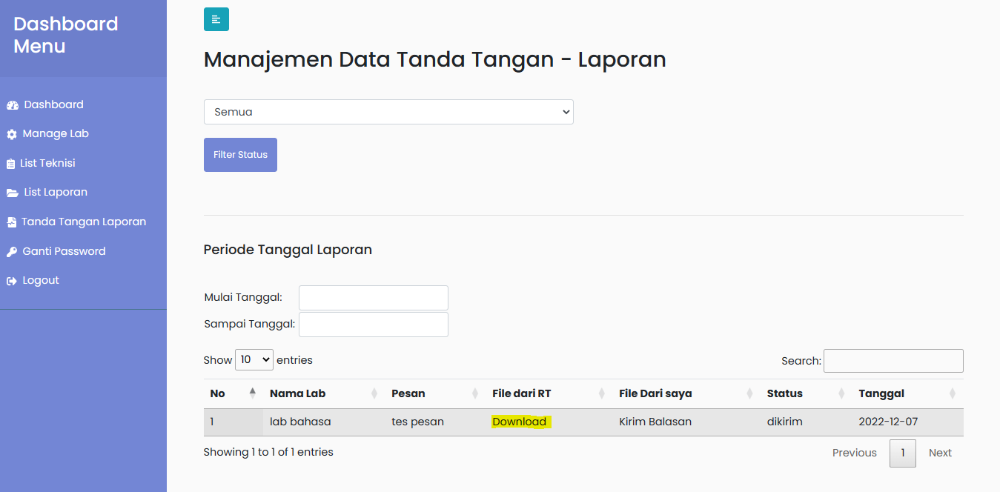 Dashboard
Menu
Dashboard
Manage Lab
List Teknisi
List Laporan
Tanda Tangan Laporan
Ganti Password
Logout
Manajemen Data Tanda Tangan - Laporan
Semua
Filter Status
Periode Tanggal Laporan
Mulai Tanggal:
Sampai Tanggal:
Show 10 entries
Search:
No Nama Lab Pesan File dari RT File Dari saya Status Tanggal
1 lab bahasa tes pesan Download Kirim Balasan dikirim 2022-12-07
Showing 1 to 1 of 1 entries
Previous 1 Next